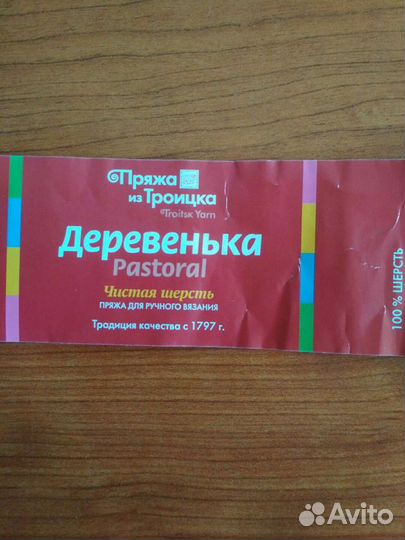 Пряжа
из Троицка
Troitsk Yarn
Деревенька
Pastoral
Чистая шерсть
ПРЯЖА ДЛЯ РУЧНОГО ВЯЗАНИЯ
Традиция качества с 1797 г.
100 % ШЕРСТЬ
Avito